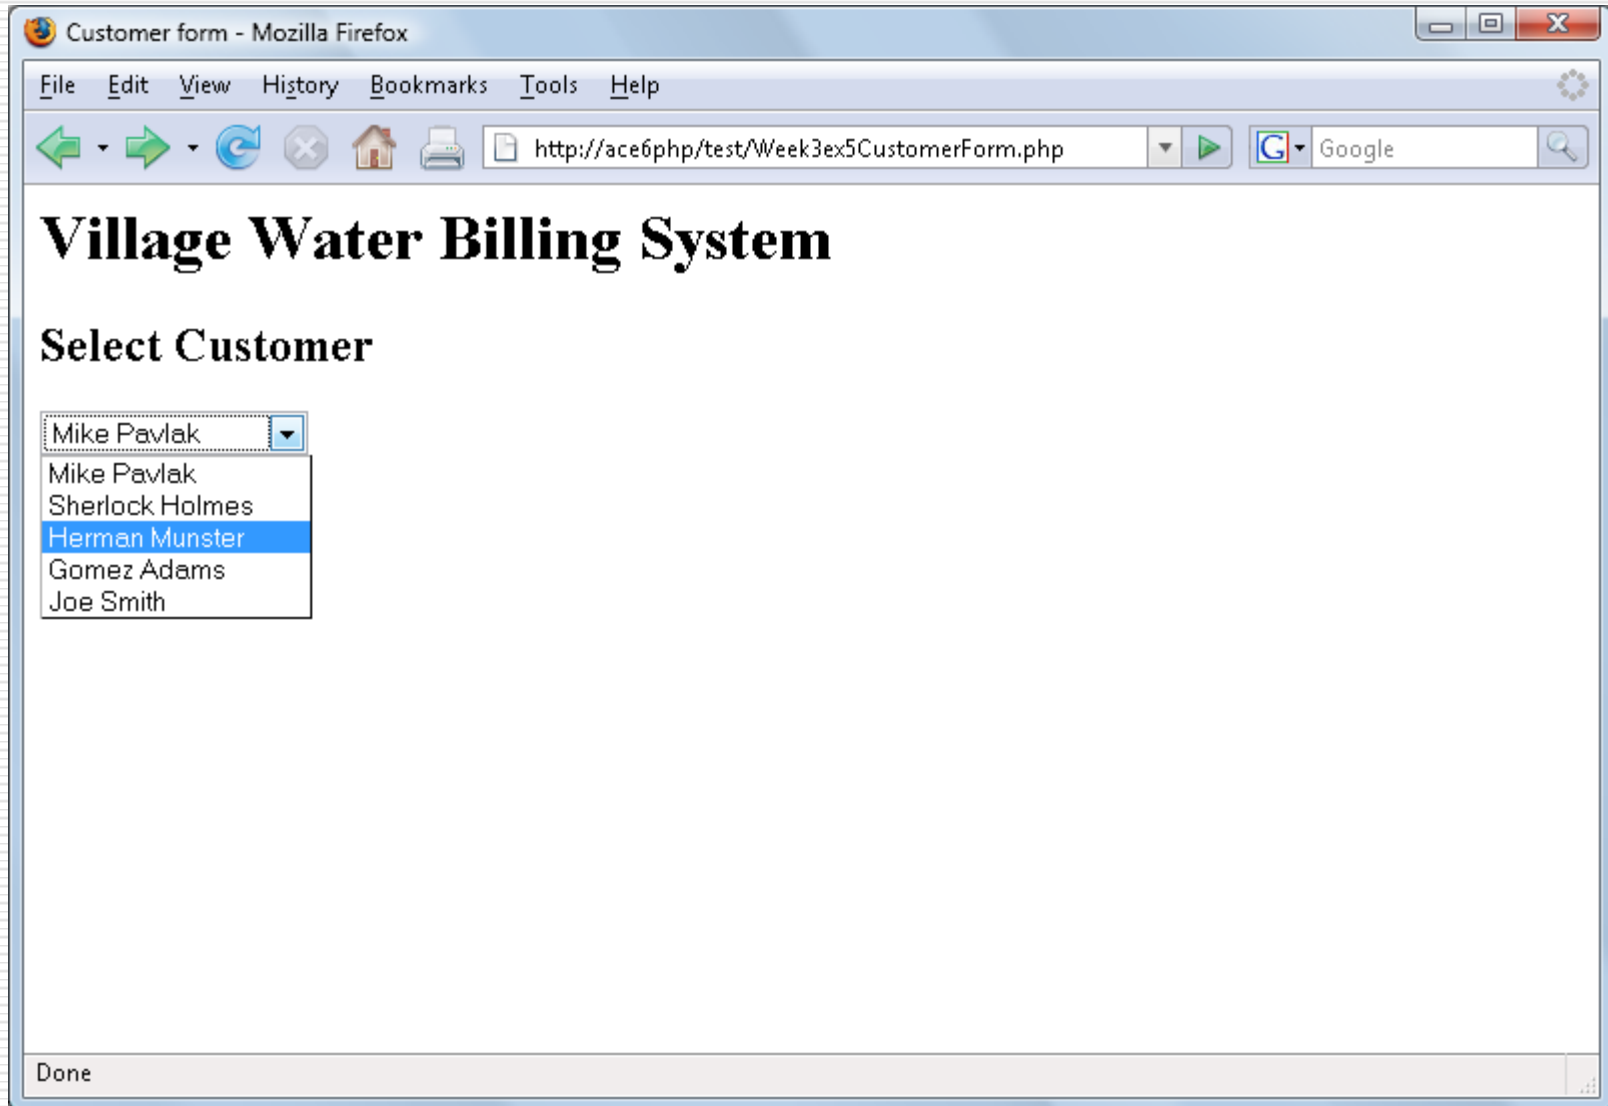 Customer form - Mozilla Firefox
File Edit View History Bookmarks Tools Help
http://ace6php/test/Week3ex5CustomerForm.php
G
Google
Village Water Billing System
Select Customer
Mike Pavlak
Mike Pavlak
Sherlock Holmes
Herman Munster
Gomez Adams
Joe Smith
Done